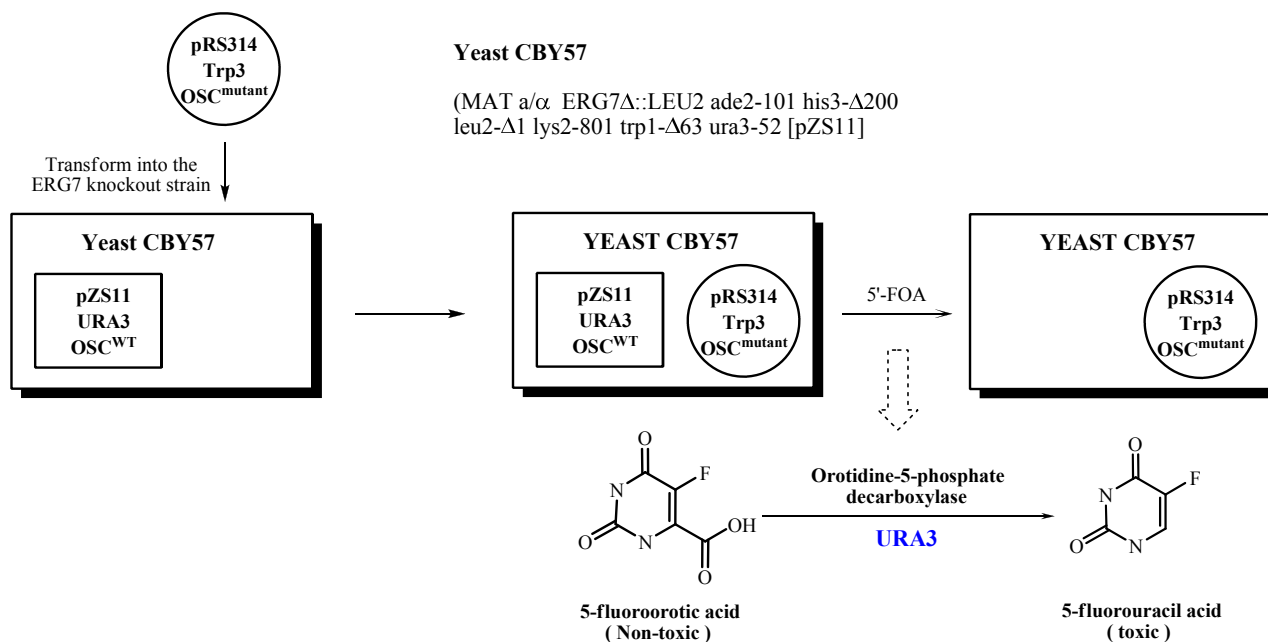 pRS314
Trp3
OSCmutant
Yeast CBY57
(MAT a/α ERG7Δ::LEU2 ade2-101 his3-Δ200
leu2-Δ1 lys2-801 trp1-Δ63 ura3-52 [pZS11]
Transform into the
ERG7 knockout strain
Yeast CBY57
pZS11
URA3
OSCWT
YEAST CBY57
pZS11
URA3
OSCWT
pRS314
Trp3
OSCmutant
5'-FOA
YEAST CBY57
pRS314
Trp3
OSCmutant
O
F
N
O
N
OH
O
5-fluoroorotic acid
( Non-toxic )
Orotidine-5-phosphate
decarboxylase
URA3
O
F
N
O
N
5-fluorouracil acid
( toxic )